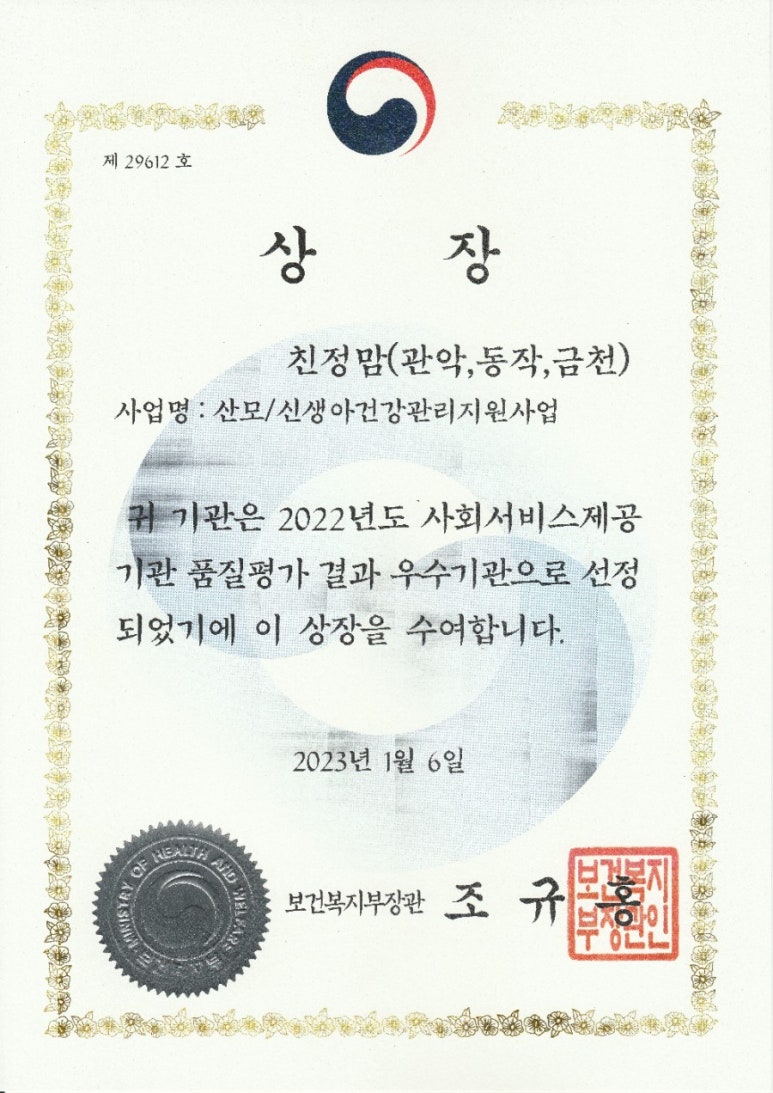 제 29612 호
상 장
친정맘(관악,동작,금천)
사업명 : 산모/신생아건강관리지원사업
귀 기관은 2022년도 사회서비스제공
기관 품질평가 결과 우수기관으로 선정
되었기에 이 상장을 수여합니다.
2023년 1월 6일
MINISTRY OF HEALTH AND WELFARE
보건복지부장관 조 규 홍
보건복지
부장관인